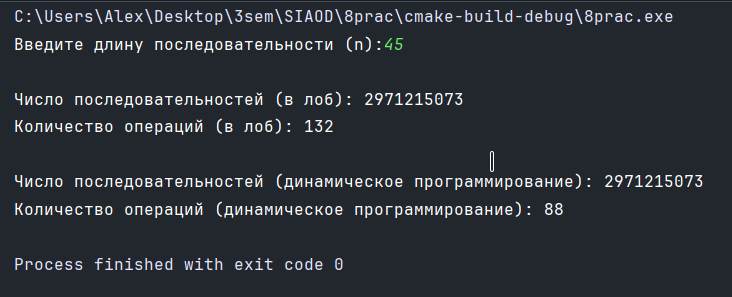 C:\Users\Alex\Desktop\3sem\SIAOD\8prac\cmake-build-debug\8prac.exe
Введите длину последовательности (n):45
Число последовательностей (в лоб): 2971215073
Количество операций (в лоб): 132
Число последовательностей (динамическое программирование): 2971215073
Количество операций (динамическое программирование): 88
Process finished with exit code 0